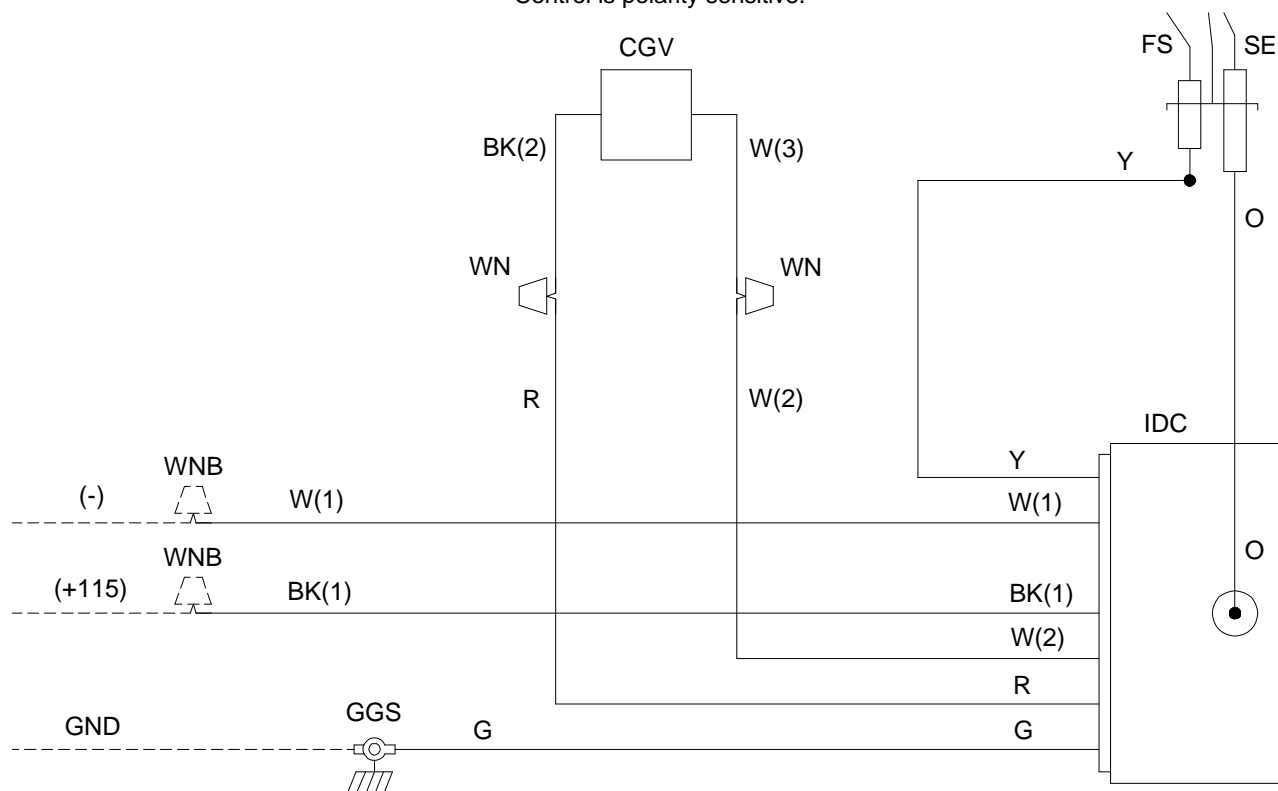 Control is polarity sensitive.
FS
SE
CGV
BK(2)
W(3)
Y
O
WN
WN
R
W(2)
IDC
WNB
Y
(-)
W(1)
W(1)
WNB
O
(+115)
BK(1)
BK(1)
W(2)
R
GGS
GND
G
G